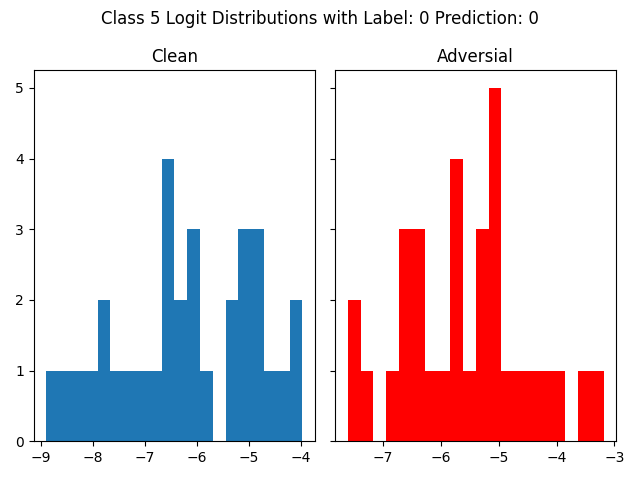 Class 5 Logit Distributions with Label: 0 Prediction: 0
Clean
Adversial
5
4
3
2
1
0
−9 −8 −7 −6 −5 −4
−7 −6 −5 −4 −3